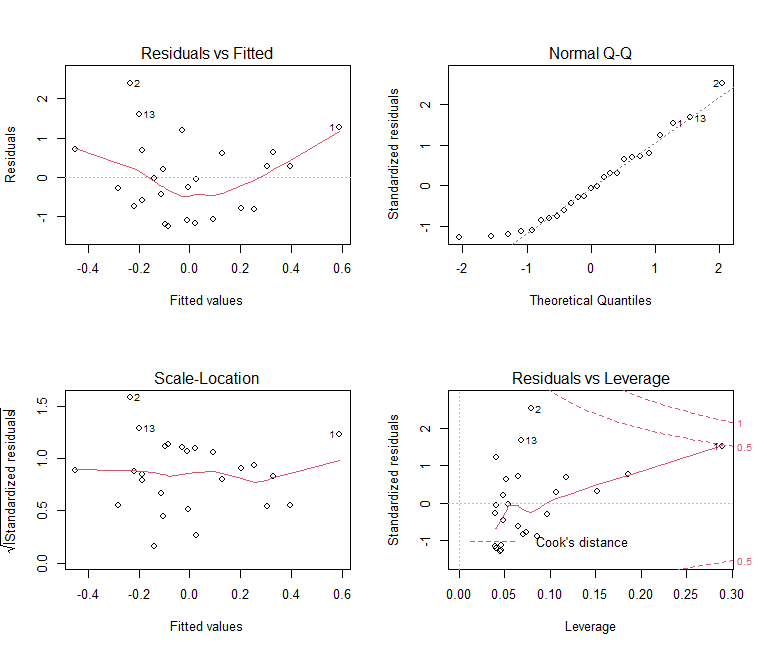 Residuals vs Fitted
Residuals
2
1
0
-1
2
13
1
-0.4 -0.2 0.0 0.2 0.4 0.6
Fitted values
Normal Q-Q
Standardized residuals
2
1
0
-1
2
13
1
-2 -1 0 1 2
Theoretical Quantiles
Scale-Location
√|Standardized residuals|
1.5
1.0
0.5
0.0
2
13
1
-0.4 -0.2 0.0 0.2 0.4 0.6
Fitted values
Residuals vs Leverage
Standardized residuals
2
1
0
-1
2
13
1
1
0.5
0.5
Cook's distance
0.00 0.05 0.10 0.15 0.20 0.25 0.30
Leverage